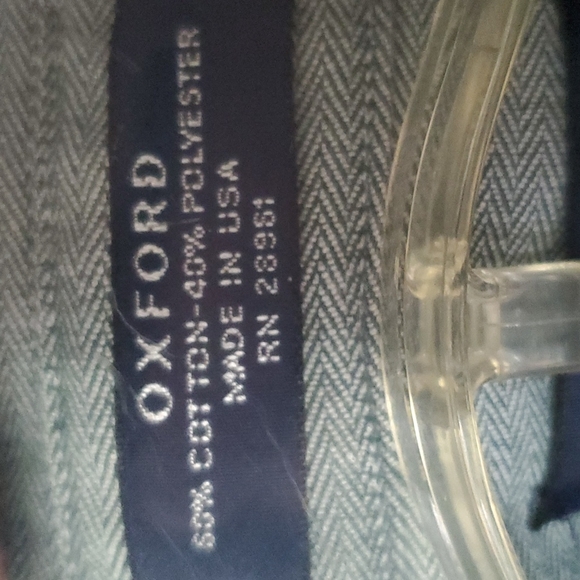 OXFORD
60% COTTON-40% POLYESTER
MADE IN USA
RN 28961